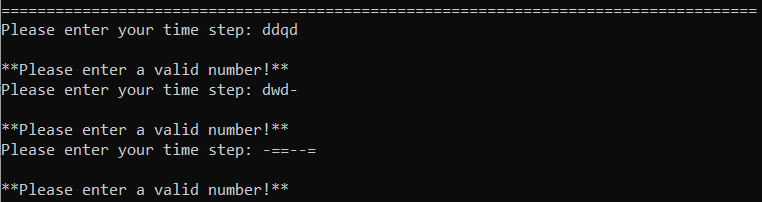 ====================================================================================
Please enter your time step: ddqd
**Please enter a valid number!**
Please enter your time step: dwd-
**Please enter a valid number!**
Please enter your time step: -==--=
**Please enter a valid number!**